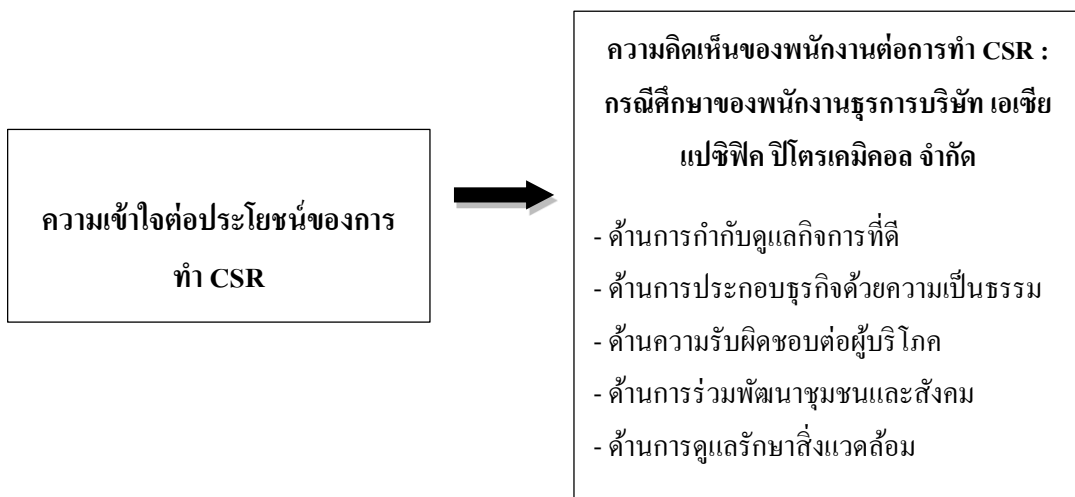 ความเข้าใจต่อประโยชน์ของการ
ทำ CSR
ความคิดเห็นของพนักงานต่อการทำ CSR :
กรณีศึกษาของพนักงานธุรการบริษัท เอเซีย
แปซิฟิค ปิโตรเคมิคอล จำกัด
- ด้านการกำกับดูแลกิจการที่ดี
- ด้านการประกอบธุรกิจด้วยความเป็นธรรม
- ด้านความรับผิดชอบต่อผู้บริโภค
- ด้านการร่วมพัฒนาชุมชนและสังคม
- ด้านการดูแลรักษาสิ่งแวดล้อม